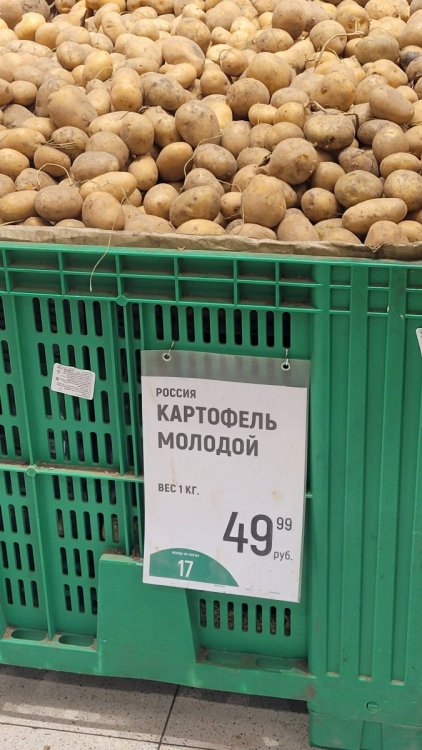 РОССИЯ
КАРТОФЕЛЬ
МОЛОДОЙ
ВЕС 1 КГ.
49 99
руб.
17